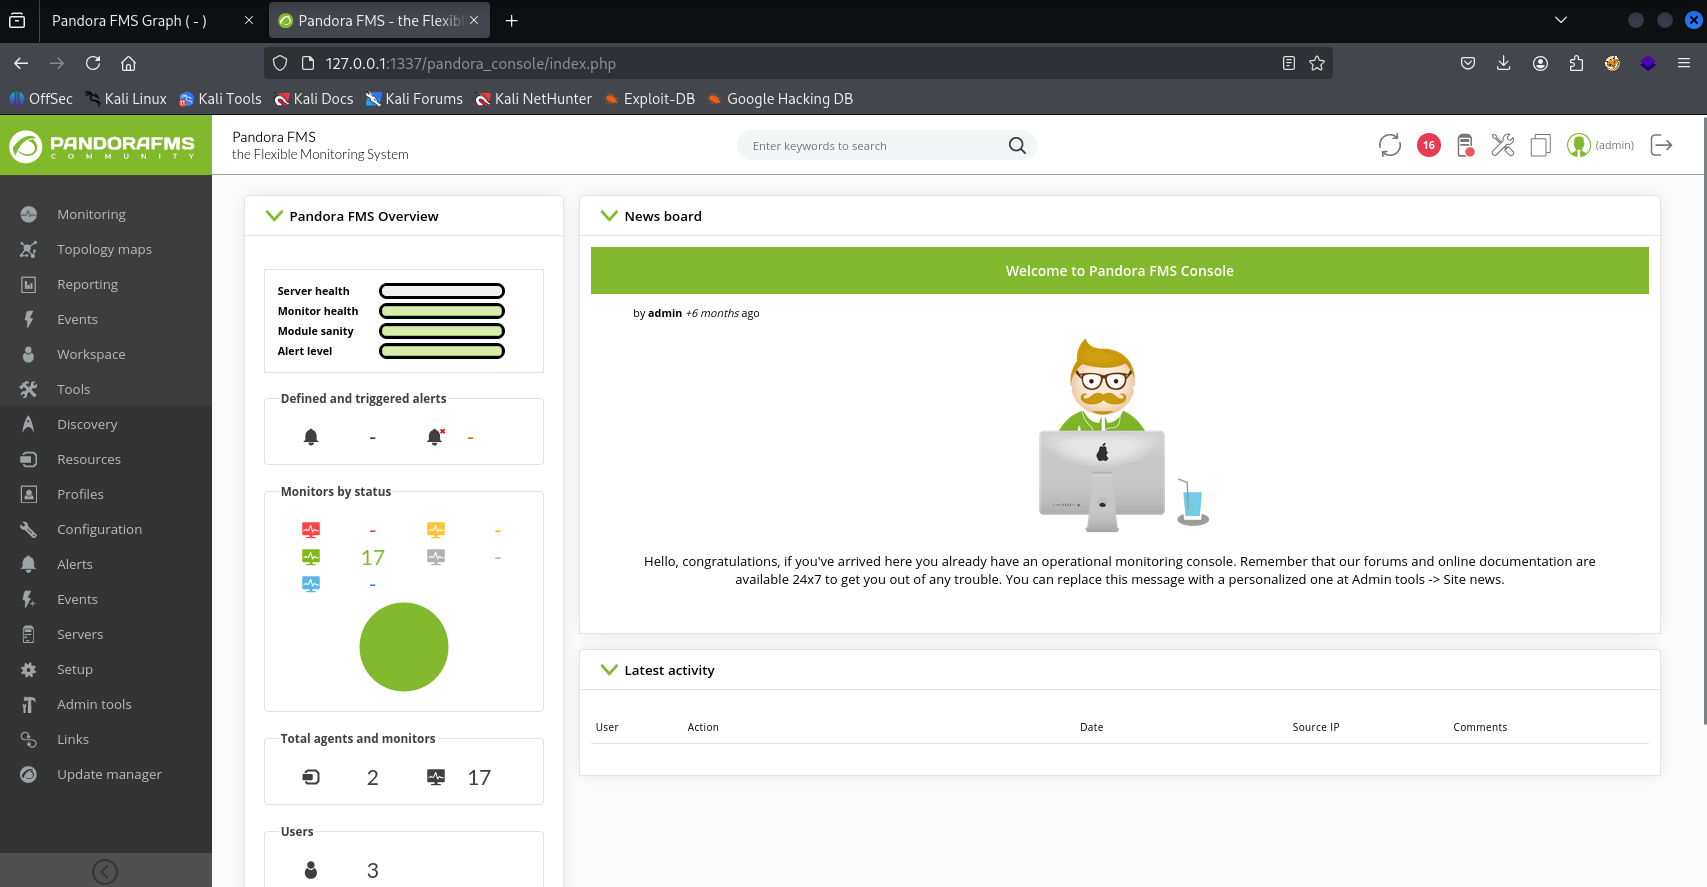 Pandora FMS Graph ( - )
Pandora FMS - the Flexib
127.0.0.1:1337/pandora_console/index.php
OffSec
Kali Linux
Kali Tools
Kali Docs
Kali Forums
Kali NetHunter
Exploit-DB
Google Hacking DB
PANDORAFMS
COMMUNITY
Pandora FMS
the Flexible Monitoring System
Enter keywords to search
16
(admin)
Monitoring
Topology maps
Reporting
Events
Workspace
Tools
Discovery
Resources
Profiles
Configuration
Alerts
Events
Servers
Setup
Admin tools
Links
Update manager
Pandora FMS Overview
Server health
Monitor health
Module sanity
Alert level
Defined and triggered alerts
- -
Monitors by status
- -
17 -
-
Total agents and monitors
2 17
Users
3
News board
Welcome to Pandora FMS Console
by admin +6 months ago
Hello, congratulations, if you've arrived here you already have an operational monitoring console. Remember that our forums and online documentation are
available 24x7 to get you out of any trouble. You can replace this message with a personalized one at Admin tools -> Site news.
Latest activity
User Action Date Source IP Comments